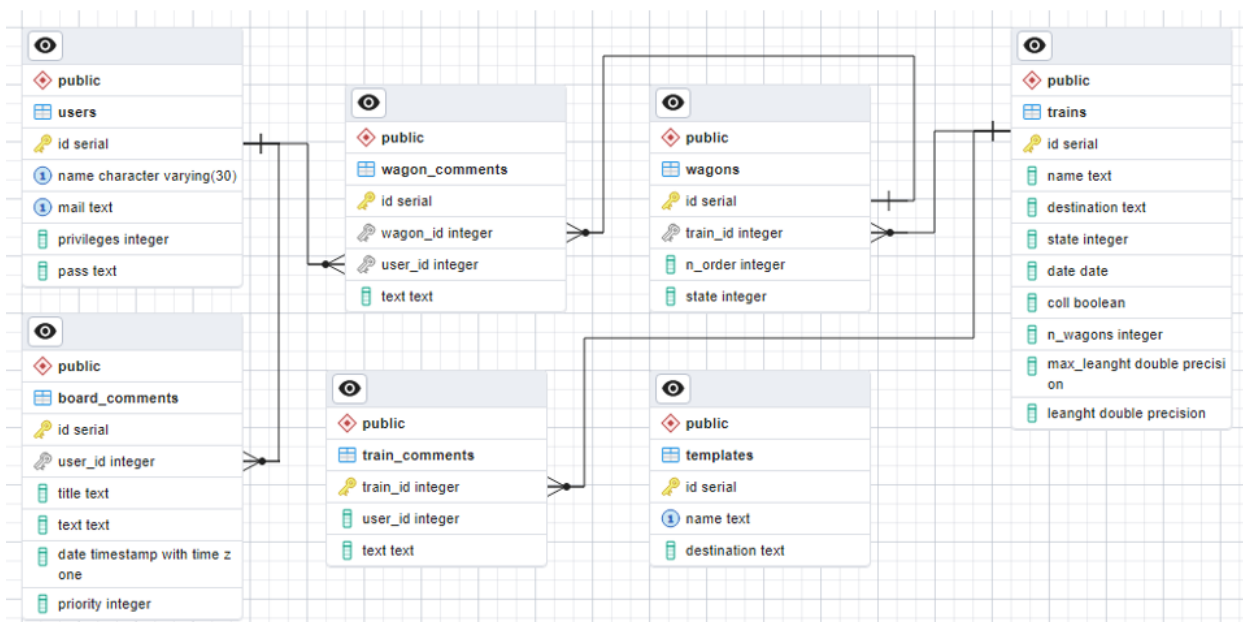 public
users
id serial
name character varying(30)
mail text
privileges integer
pass text
public
board_comments
id serial
user_id integer
title text
text text
date timestamp with time z
one
priority integer
public
wagon_comments
id serial
wagon_id integer
user_id integer
text text
public
train_comments
train_id integer
user_id integer
text text
public
wagons
id serial
train_id integer
n_order integer
state integer
public
templates
id serial
name text
destination text
public
trains
id serial
name text
destination text
state integer
date date
coll boolean
n_wagons integer
max_leanght double precisi
on
leanght double precision